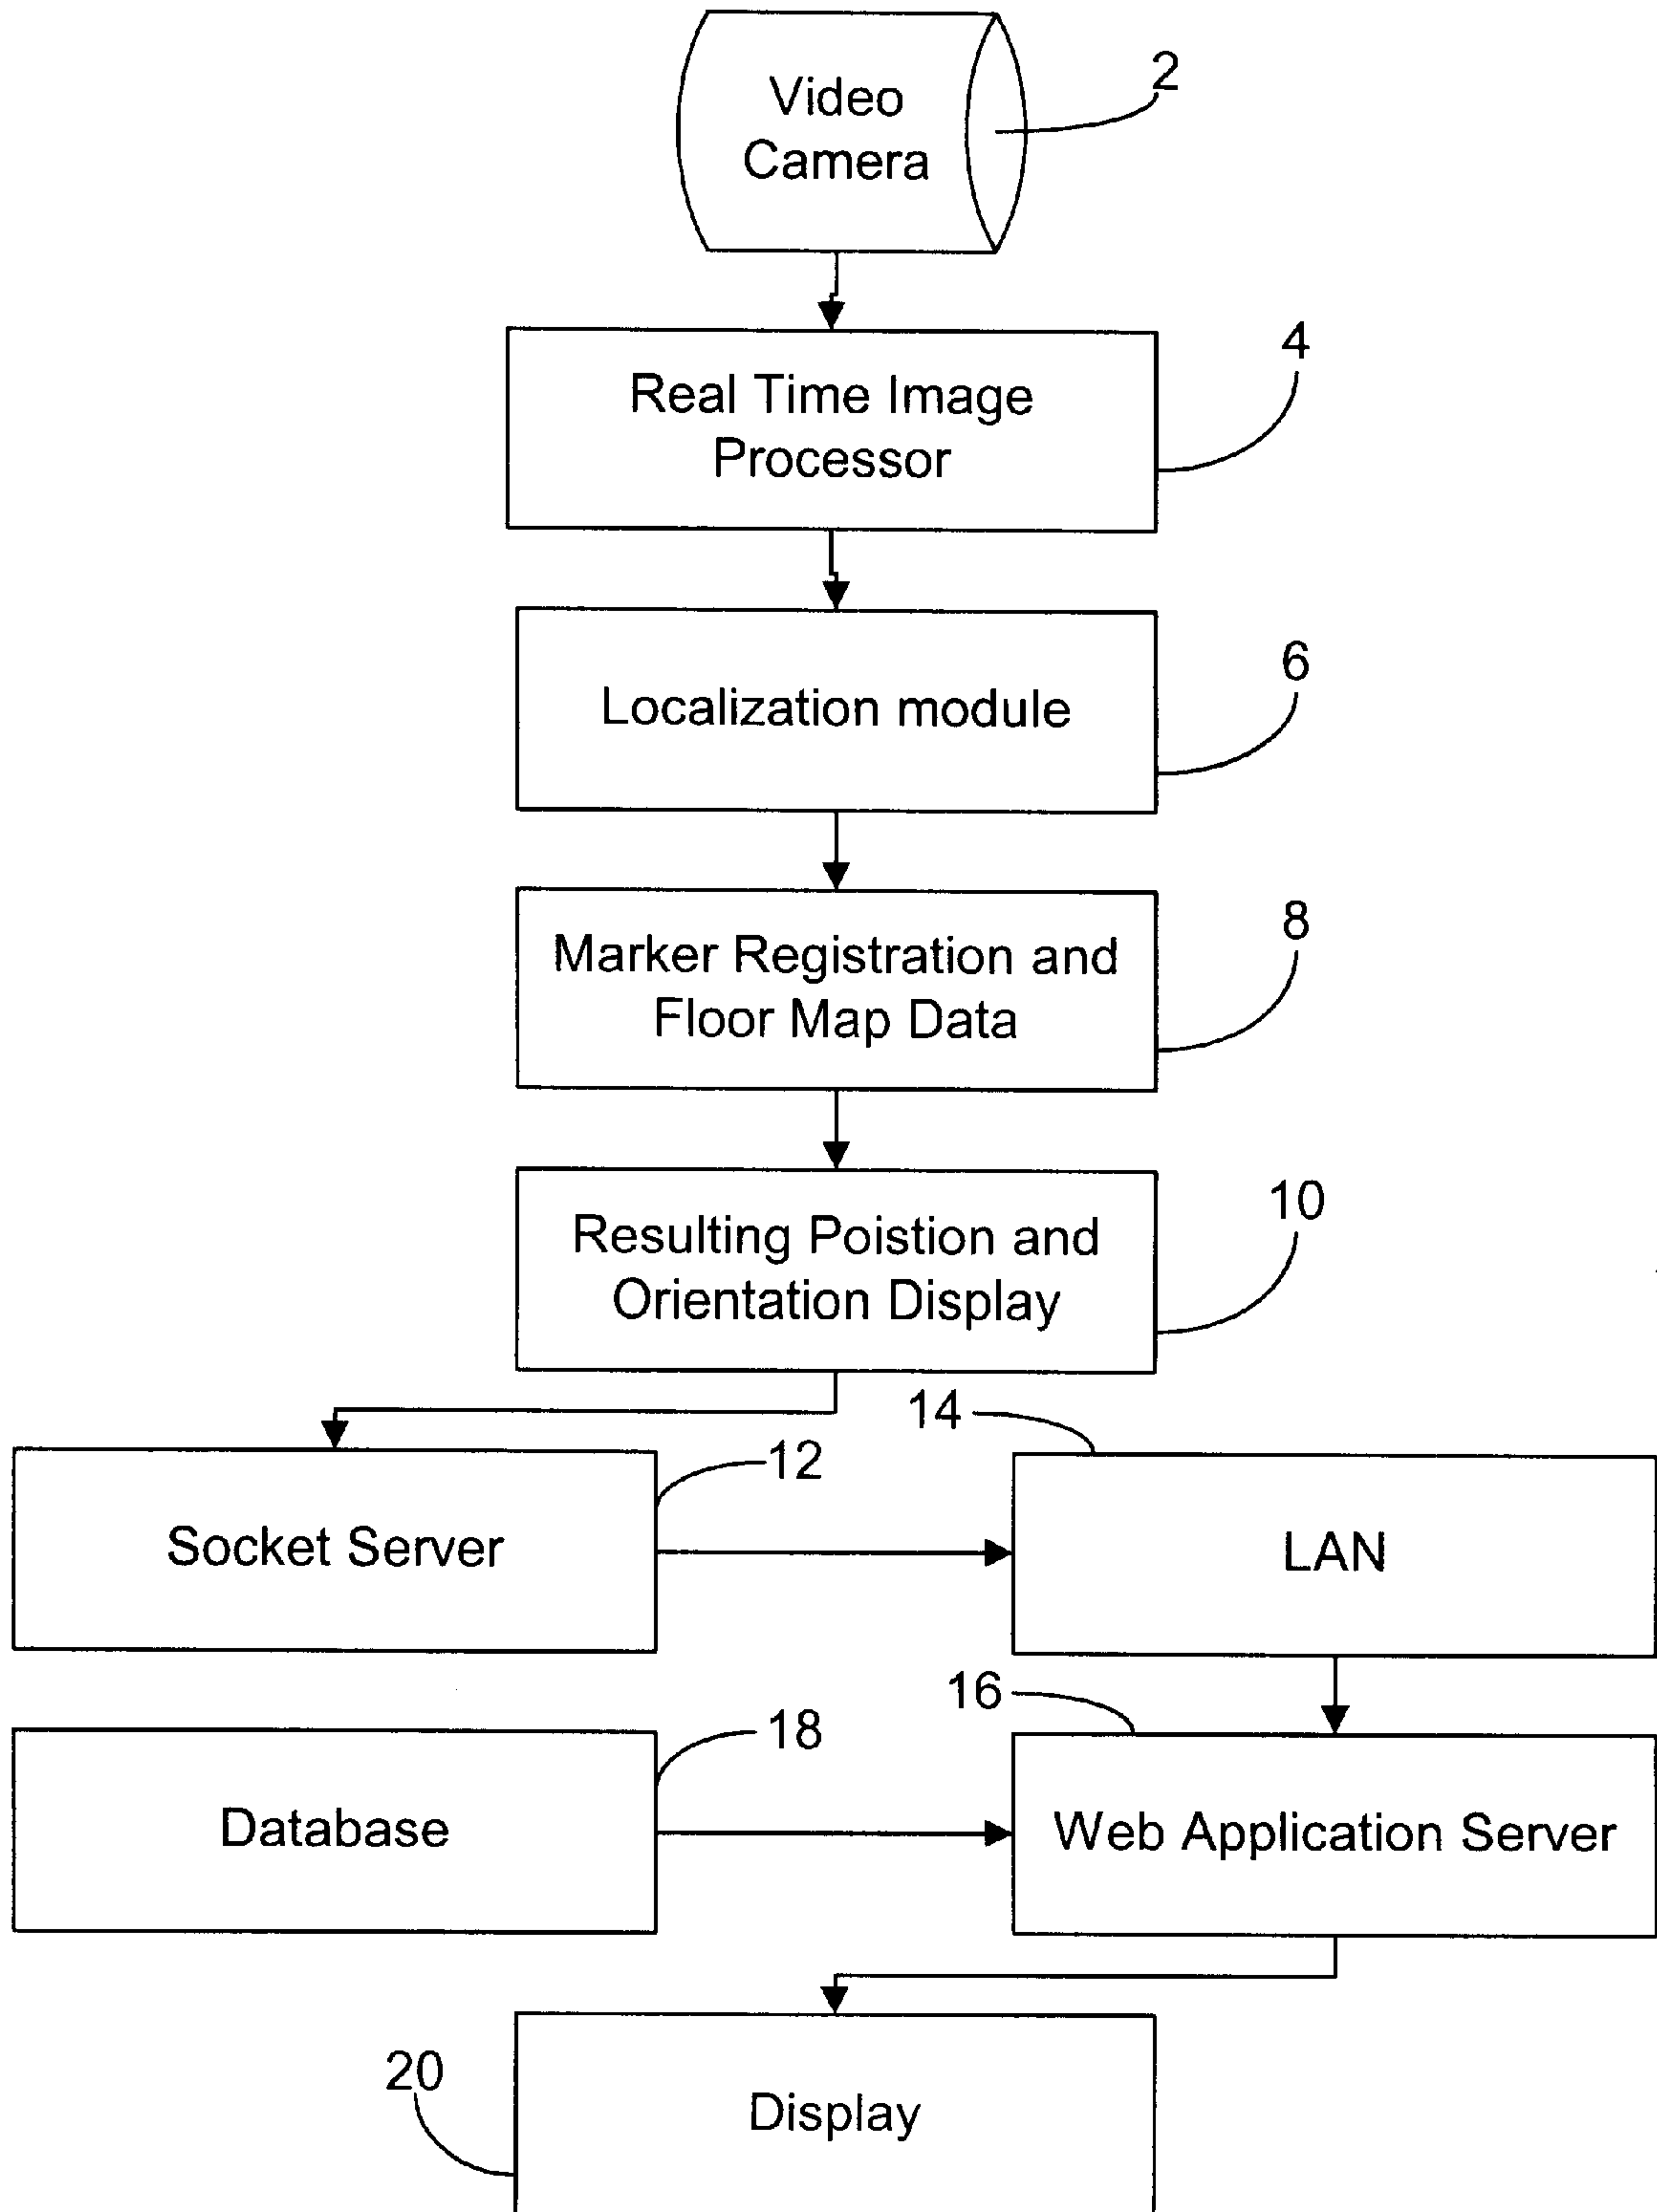 Video
Camera
2
Real Time Image
Processor
4
Localization module
6
Marker Registration and
Floor Map Data
8
Resulting Poistion and
Orientation Display
10
Socket Server
12
14
LAN
Database
18
16
Web Application Server
20
Display